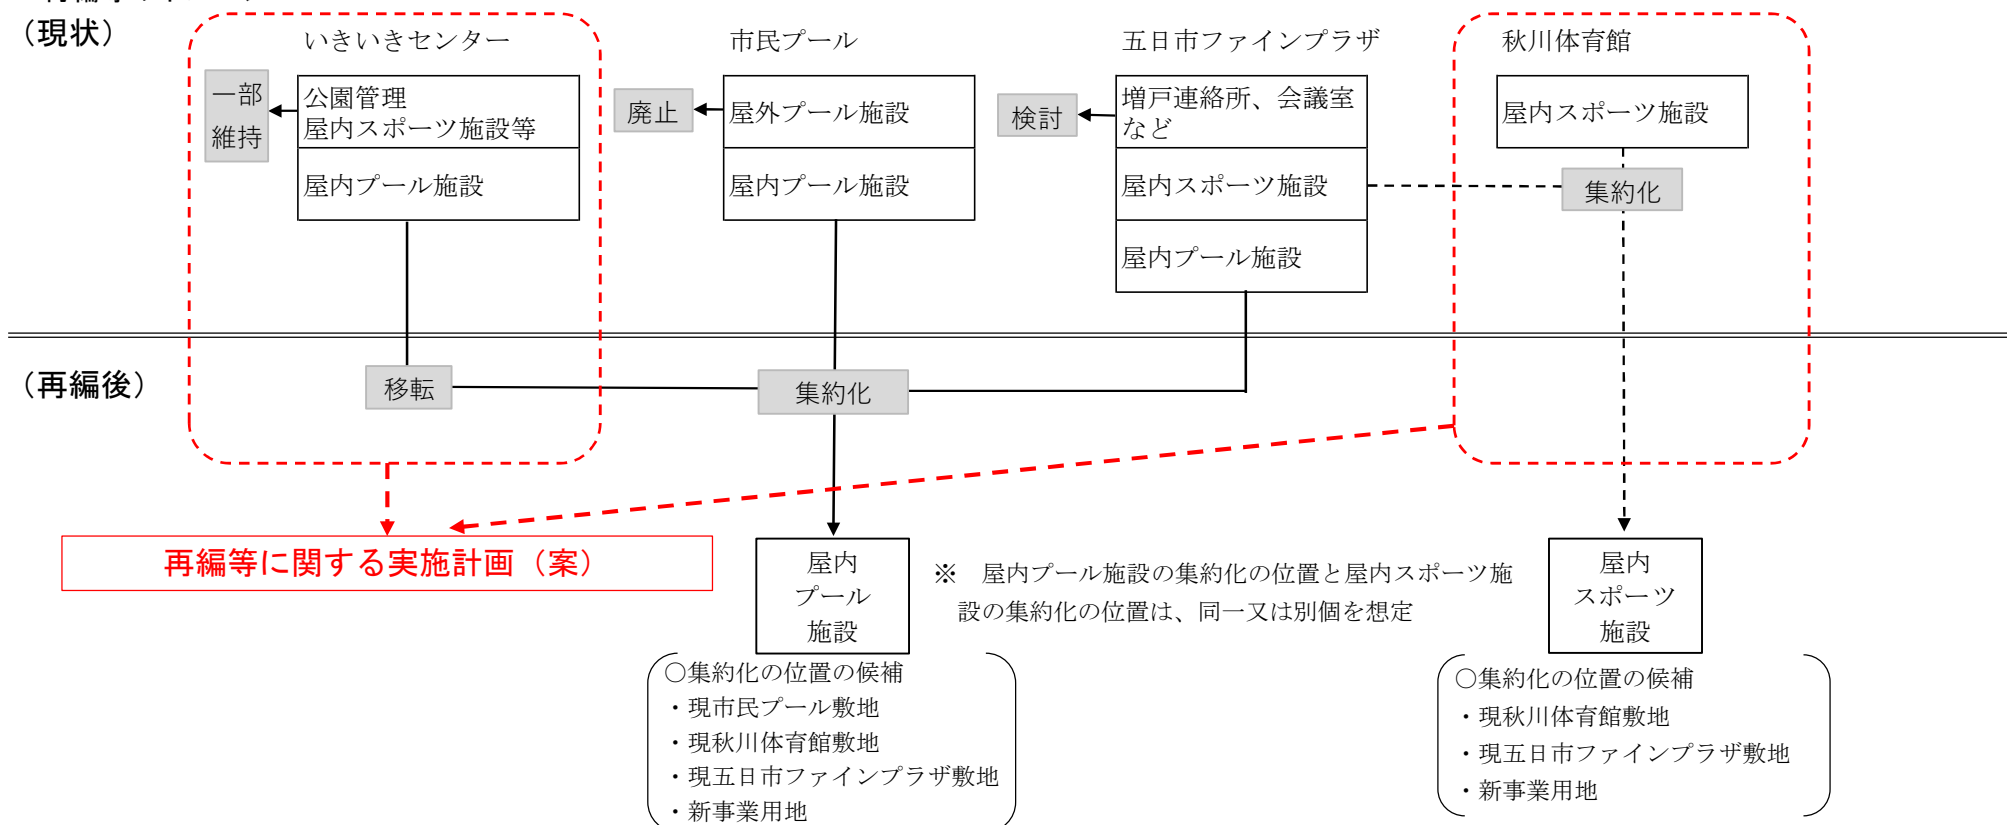 （現状）
いきいきセンター
市民プール
五日市ファインプラザ
秋川体育館
一部
維持
公園管理
屋内スポーツ施設等
屋内プール施設
廃止
屋外プール施設
屋内プール施設
検討
増戸連絡所、会議室
など
屋内スポーツ施設
屋内プール施設
屋内スポーツ施設
集約化
（再編後）
移転
集約化
再編等に関する実施計画（案）
屋内
プール
施設
※　屋内プール施設の集約化の位置と屋内スポーツ施
設の集約化の位置は、同一又は別個を想定
屋内
スポーツ
施設
○集約化の位置の候補
・現市民プール敷地
・現秋川体育館敷地
・現五日市ファインプラザ敷地
・新事業用地
○集約化の位置の候補
・現秋川体育館敷地
・現五日市ファインプラザ敷地
・新事業用地